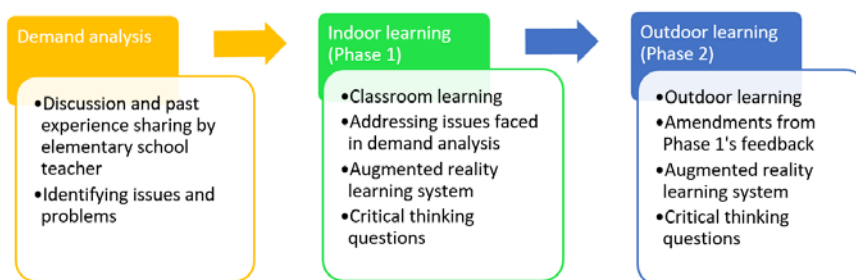 Demand analysis
•Discussion and past
experience sharing by
elementary school
teacher
•Identifying issues and
problems
Indoor learning
(Phase 1)
•Classroom learning
•Addressing issues faced
in demand analysis
•Augmented reality
learning system
•Critical thinking
questions
Outdoor learning
(Phase 2)
•Outdoor learning
•Amendments from
Phase 1's feedback
•Augmented reality
learning system
•Critical thinking
questions